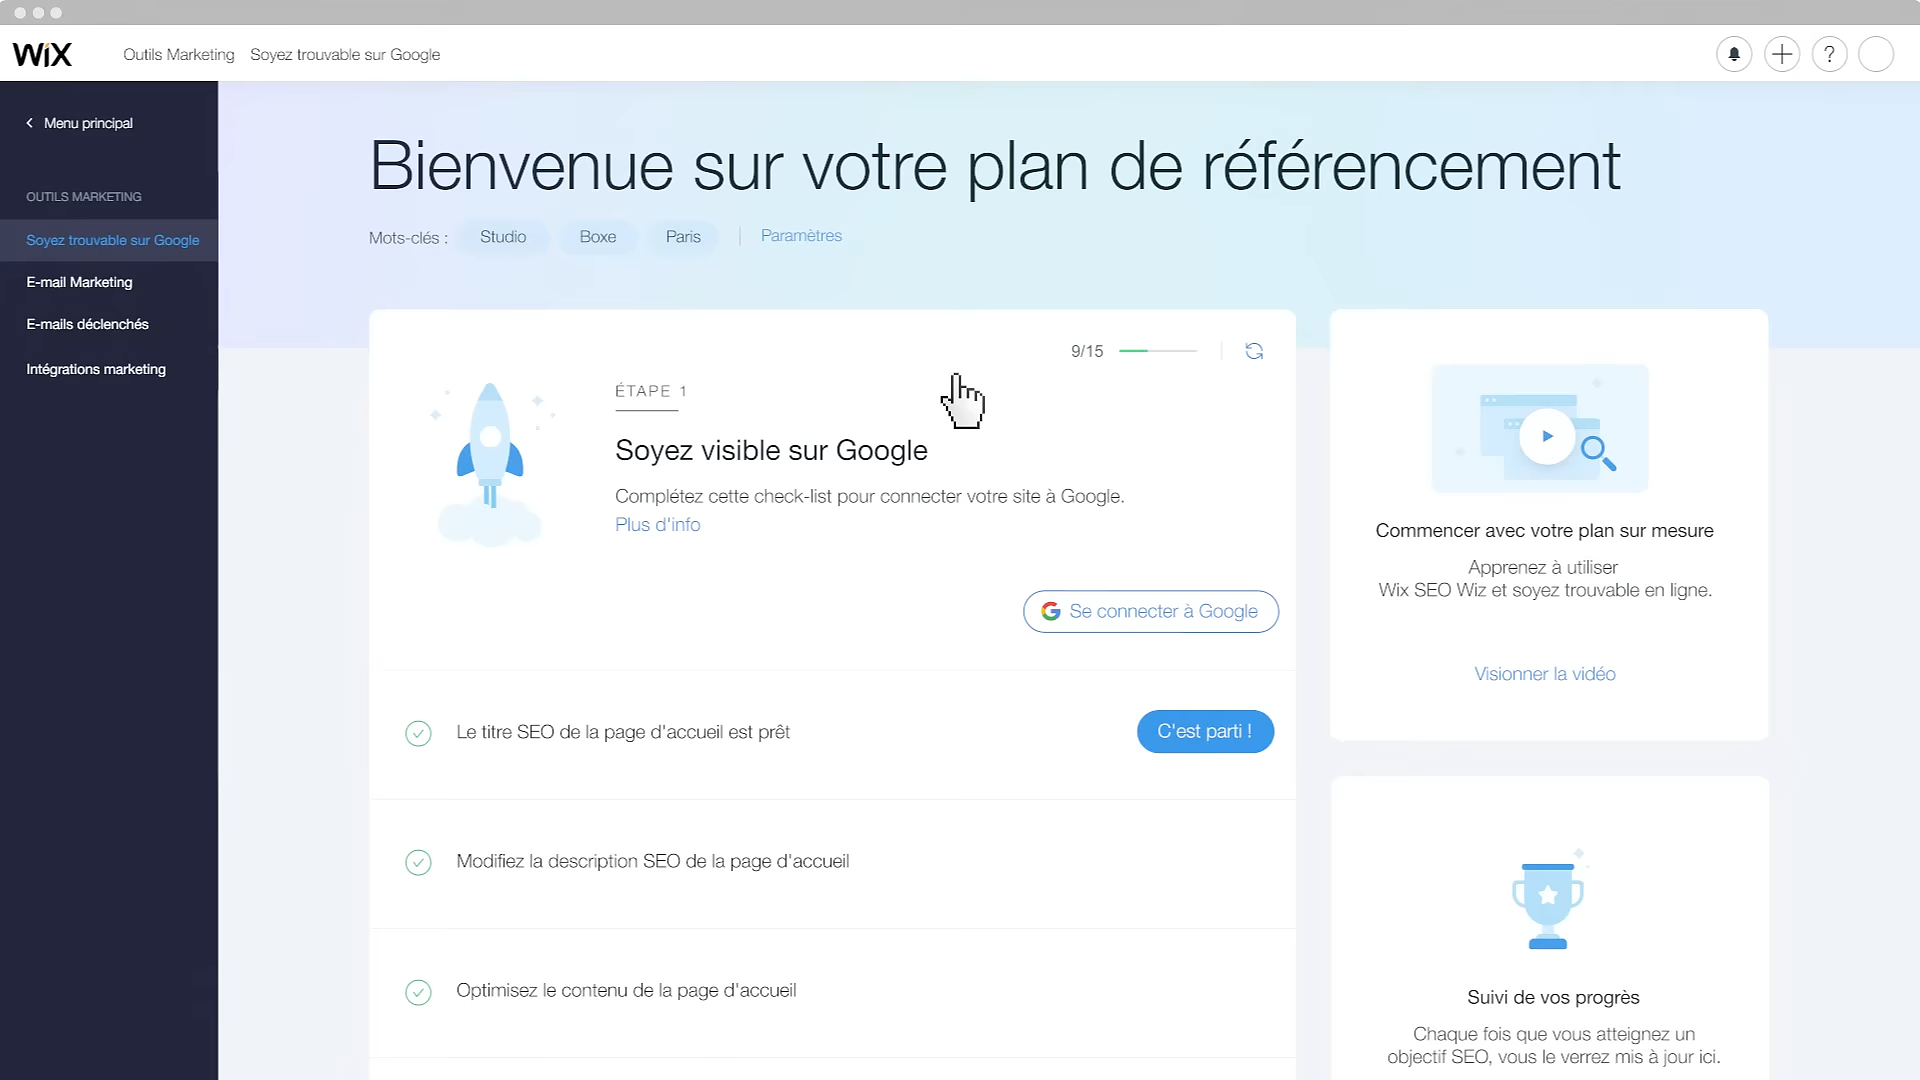 WiX
Outils Marketing
Soyez trouvable sur Google
?
Menu principal
OUTILS MARKETING
Soyez trouvable sur Google
E-mail Marketing
E-mails déclenchés
Intégrations marketing
Bienvenue sur votre plan de référencement
Mots-clés :
Studio
Boxe
Paris
Paramètres
9/15
ÉTAPE 1
Soyez visible sur Google
Complétez cette check-list pour connecter votre site à Google.
Plus d'info
Se connecter à Google
Le titre SEO de la page d'accueil est prêt
C'est parti !
Modifiez la description SEO de la page d'accueil
Optimisez le contenu de la page d'accueil
Commencer avec votre plan sur mesure
Apprenez à utiliser
Wix SEO Wiz et soyez trouvable en ligne.
Visionner la vidéo
Suivi de vos progrès
Chaque fois que vous atteignez un
objectif SEO, vous le verrez mis à jour ici.